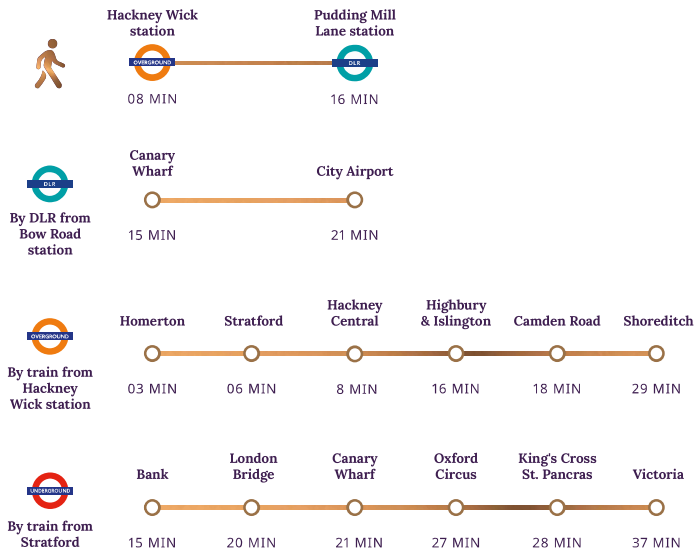 Hackney Wick
station
Pudding Mill
Lane station
OVERGROUND
DLR
08 MIN
16 MIN
Canary
Wharf
City Airport
DLR
By DLR from
Bow Road
station
15 MIN
21 MIN
Homerton
Stratford
Hackney
Central
Highbury
& Islington
Camden Road
Shoreditch
OVERGROUND
By train from
Hackney
Wick station
03 MIN
06 MIN
8 MIN
16 MIN
18 MIN
29 MIN
Bank
London
Bridge
Canary
Wharf
Oxford
Circus
King's Cross
St. Pancras
Victoria
UNDERGROUND
By train from
Stratford
15 MIN
20 MIN
21 MIN
27 MIN
28 MIN
37 MIN